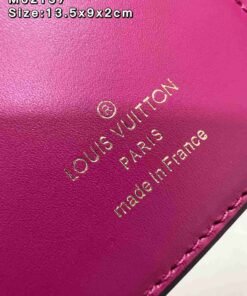 Size:13.5x9x2cm
®
LOUIS VUITTON
PARIS
made in France